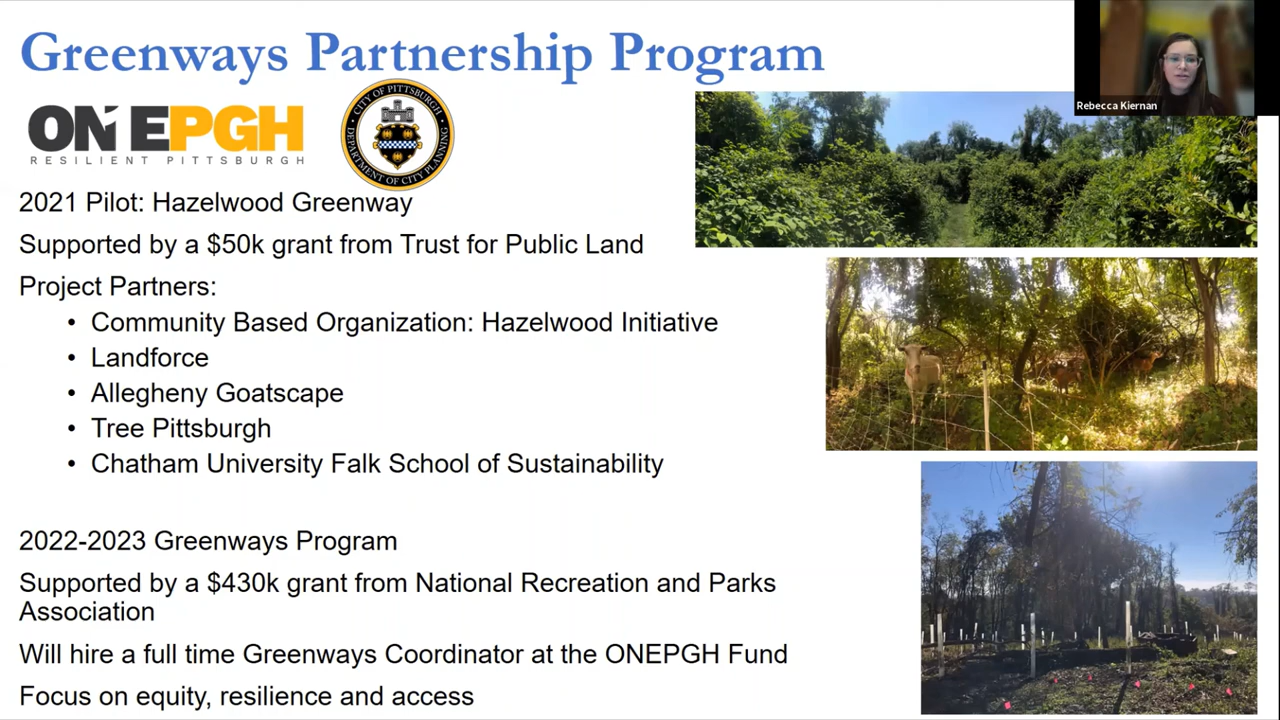 Greenways Partnership Program
Rebecca Kiernan
ONEPGH
RESILIENT PITTSBURGH
CITY OF PITTSBURGH
DEPARTMENT OF CITY PLANNING
2021 Pilot: Hazelwood Greenway
Supported by a $50k grant from Trust for Public Land
Project Partners:
• Community Based Organization: Hazelwood Initiative
• Landforce
• Allegheny Goatscape
• Tree Pittsburgh
• Chatham University Falk School of Sustainability
2022-2023 Greenways Program
Supported by a $430k grant from National Recreation and Parks
Association
Will hire a full time Greenways Coordinator at the ONEPGH Fund
Focus on equity, resilience and access